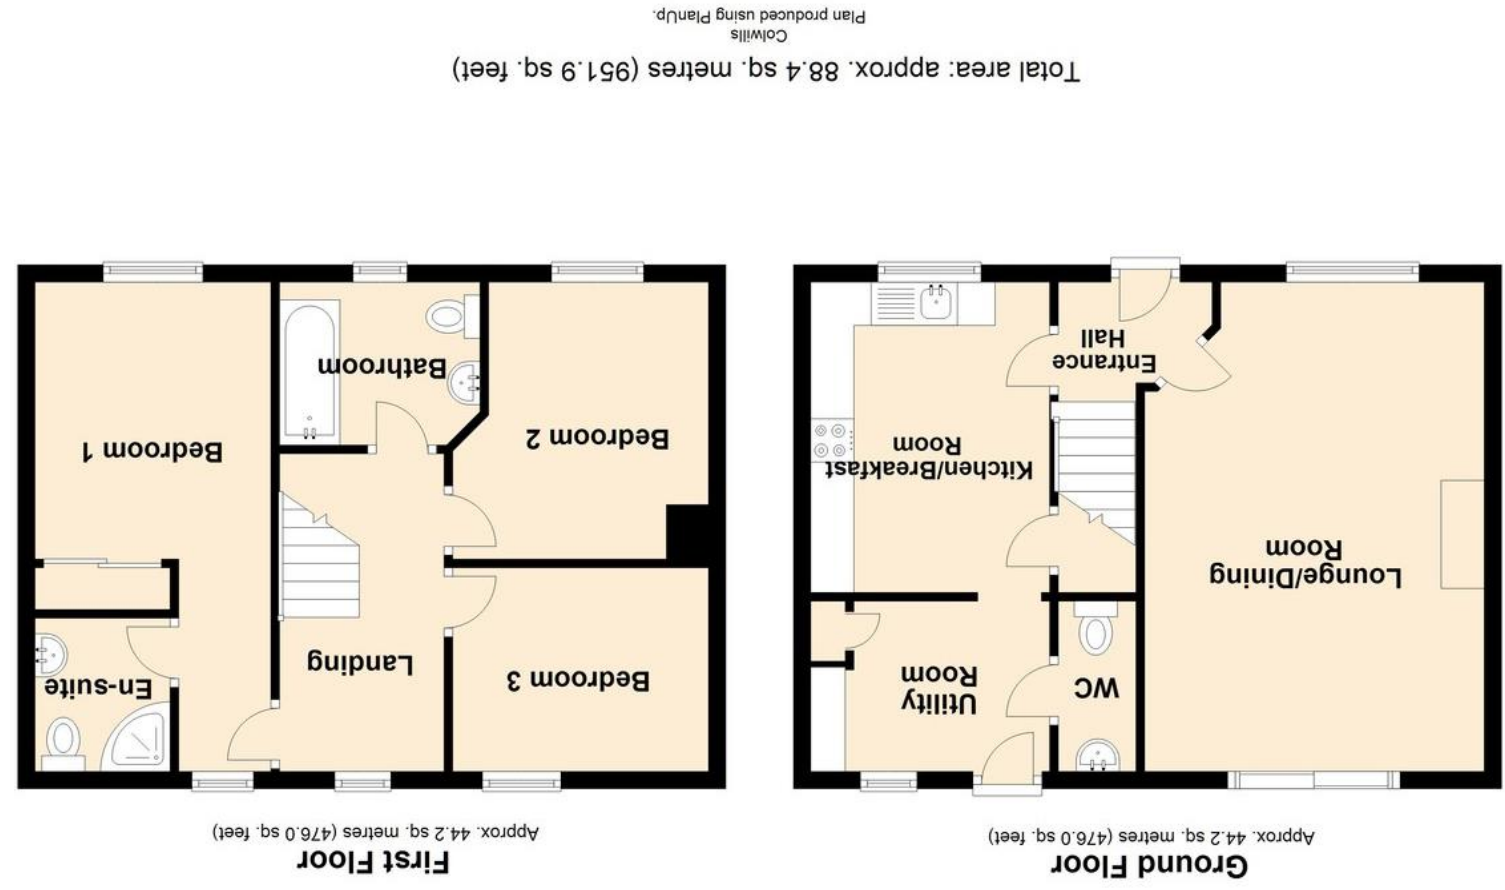 Ground Floor
Approx. 44.2 sq. metres (476.0 sq. feet)
WC
Utility
Room
Lounge/Dining
Room
Kitchen/Breakfast
Room
Entrance
Hall
First Floor
Approx. 44.2 sq. metres (476.0 sq. feet)
Bedroom 3
Landing
En-suite
Bedroom 2
Bedroom 1
Bathroom
Total area: approx. 88.4 sq. metres (951.9 sq. feet)
Colwills
Plan produced using PlanUp.